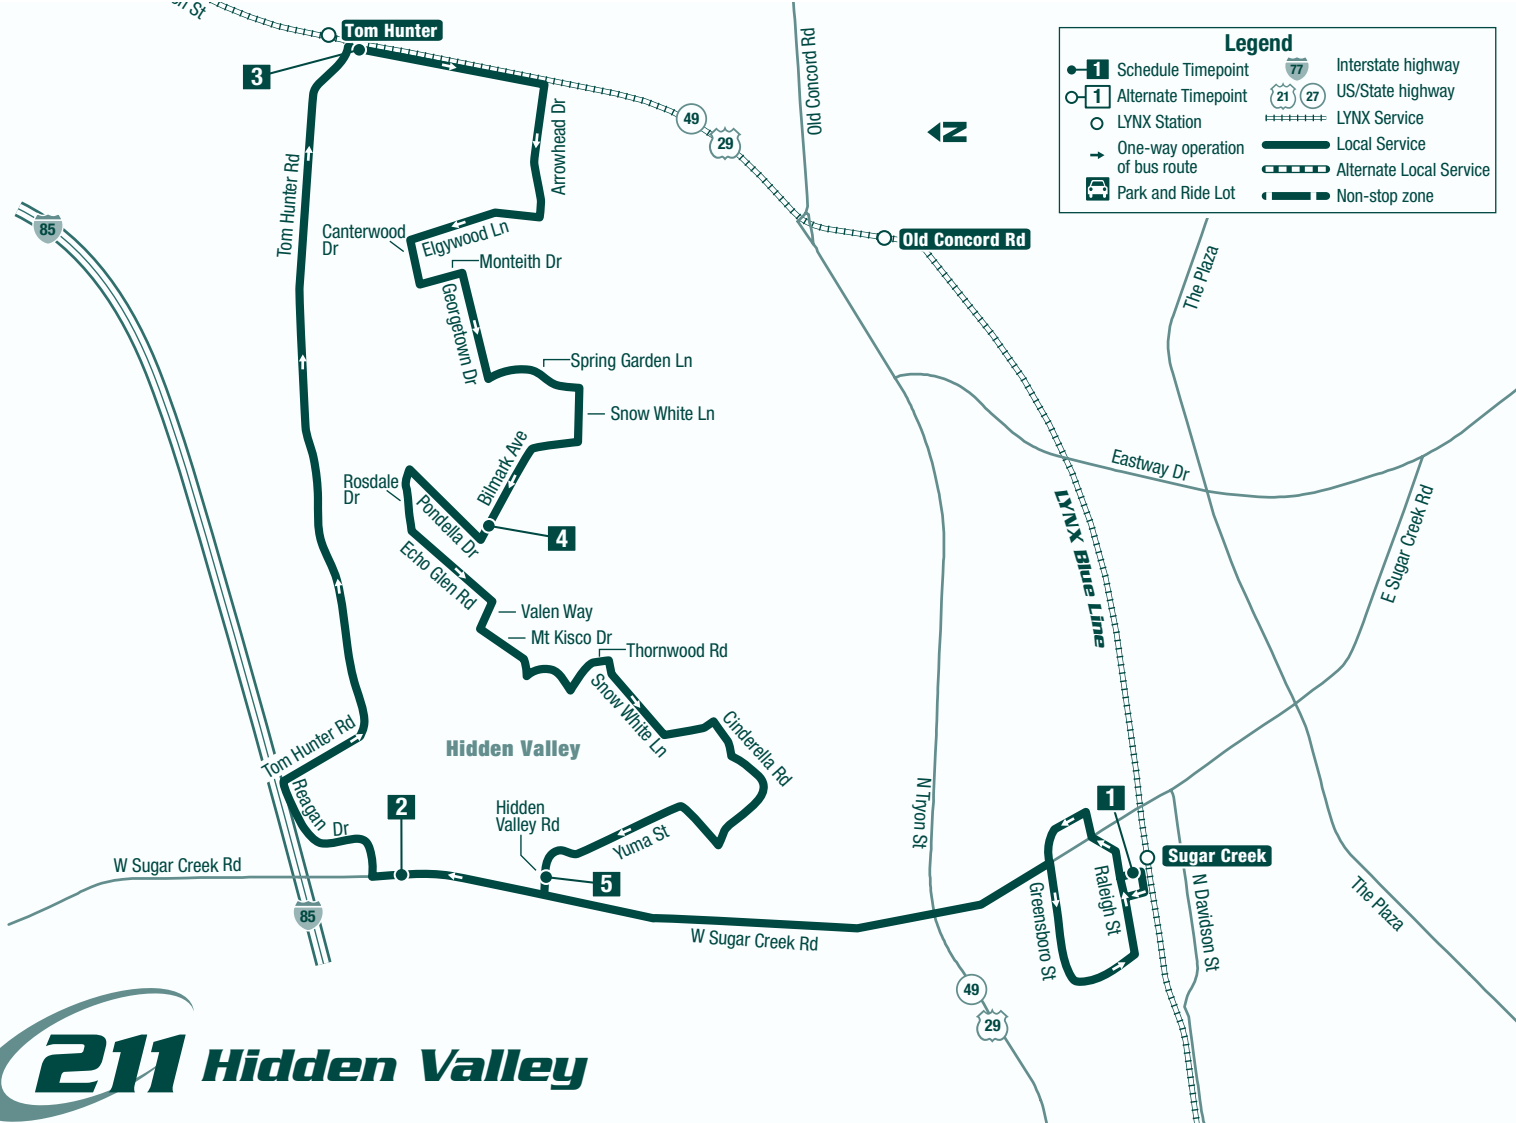 Tom Hunter
3
Old Concord Rd
Legend
1 Schedule Timepoint
1 Alternate Timepoint
LYNX Station
One-way operation
of bus route
Park and Ride Lot
77 Interstate highway
21 27 US/State highway
LYNX Service
Local Service
Alternate Local Service
Non-stop zone
49
29
N
Arrowhead Dr
Tom Hunter Rd
85
Canterwood
Dr
Elgywood Ln
Monteith Dr
Old Concord Rd
The Plaza
Georgetown Dr
Spring Garden Ln
Snow White Ln
Bilmark Ave
Rosdale
Dr
Pondella Dr
4
Echo Glen Rd
Eastway Dr
LYNX Blue Line
E Sugar Creek Rd
Valen Way
Mt Kisco Dr
Thornwood Rd
Snow White Ln
Cinderella Rd
Hidden Valley
Tom Hunter Rd
Reagan Dr
2
Hidden
Valley Rd
Yuma St
5
N Tryon St
1
Sugar Creek
W Sugar Creek Rd
85
W Sugar Creek Rd
Greensboro St
Raleigh St
N Davidson St
The Plaza
49
29
211 Hidden Valley